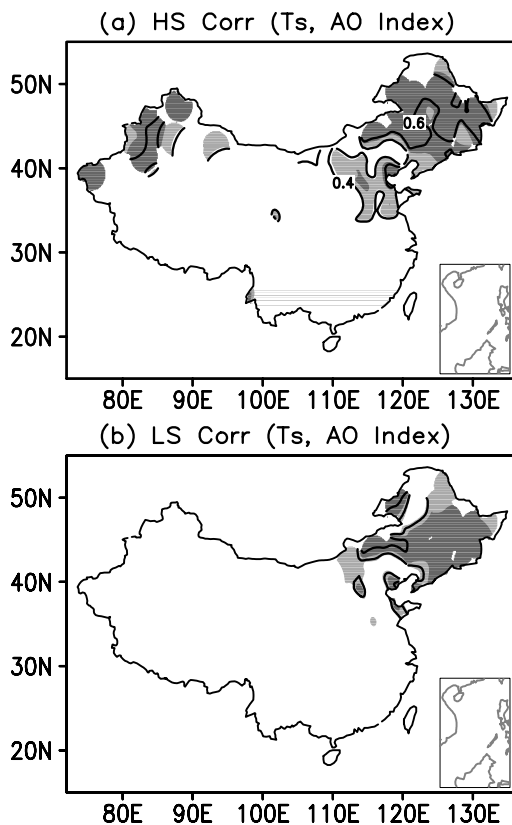 (a) HS Corr (Ts, AO Index)
50N
0.6
40N
0.4
30N
20N
80E 90E 100E 110E 120E 130E
(b) LS Corr (Ts, AO Index)
50N
40N
30N
20N
80E 90E 100E 110E 120E 130E